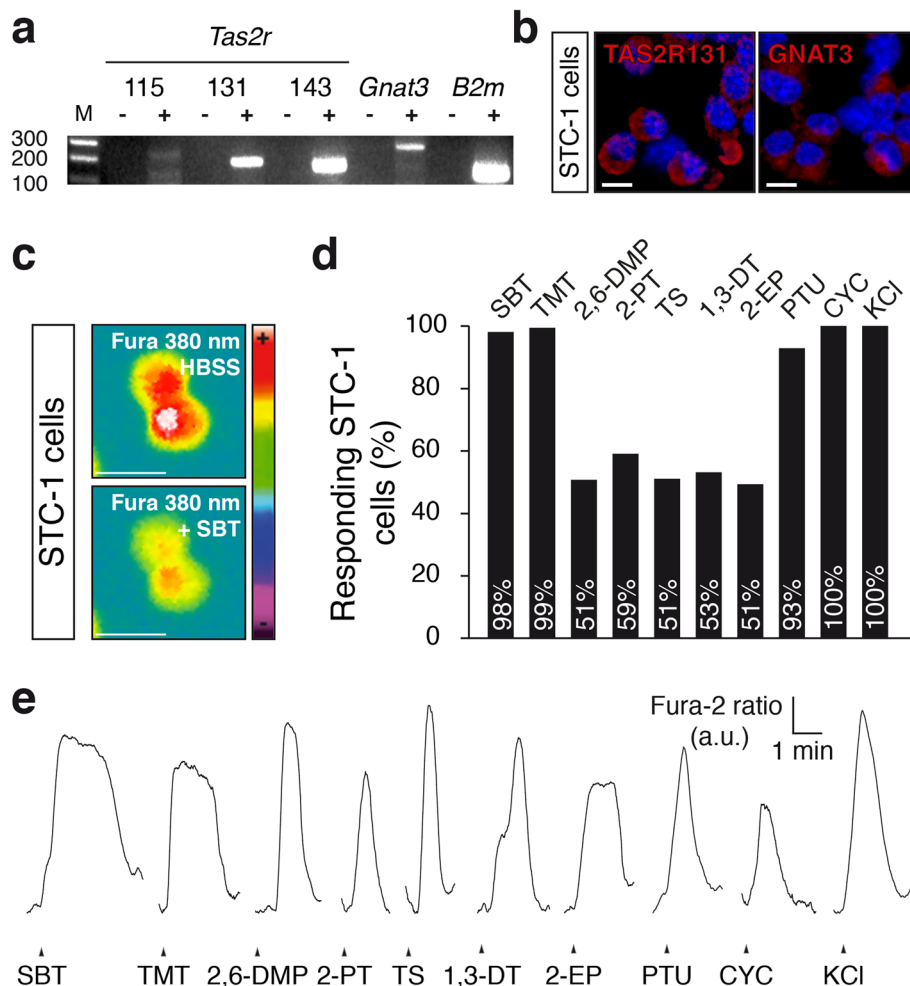 a
Tas2r
115 131 143 Gnat3 B2m
M - + - + - + - + - +
300
200
100
b
STC-1 cells
TAS2R131
GNAT3
c
STC-1 cells
Fura 380 nm
HBSS
Fura 380 nm
+ SBT
+
-
d
SBT TMT 2,6-DMP 2-PT TS 1,3-DT 2-EP PTU CYC KCl
Responding STC-1
cells (%)
100
80
60
40
20
0
98% 99% 51% 59% 51% 53% 51% 93% 100% 100%
e
Fura-2 ratio
(a.u.)
1 min
SBT TMT 2,6-DMP 2-PT TS 1,3-DT 2-EP PTU CYC KCl